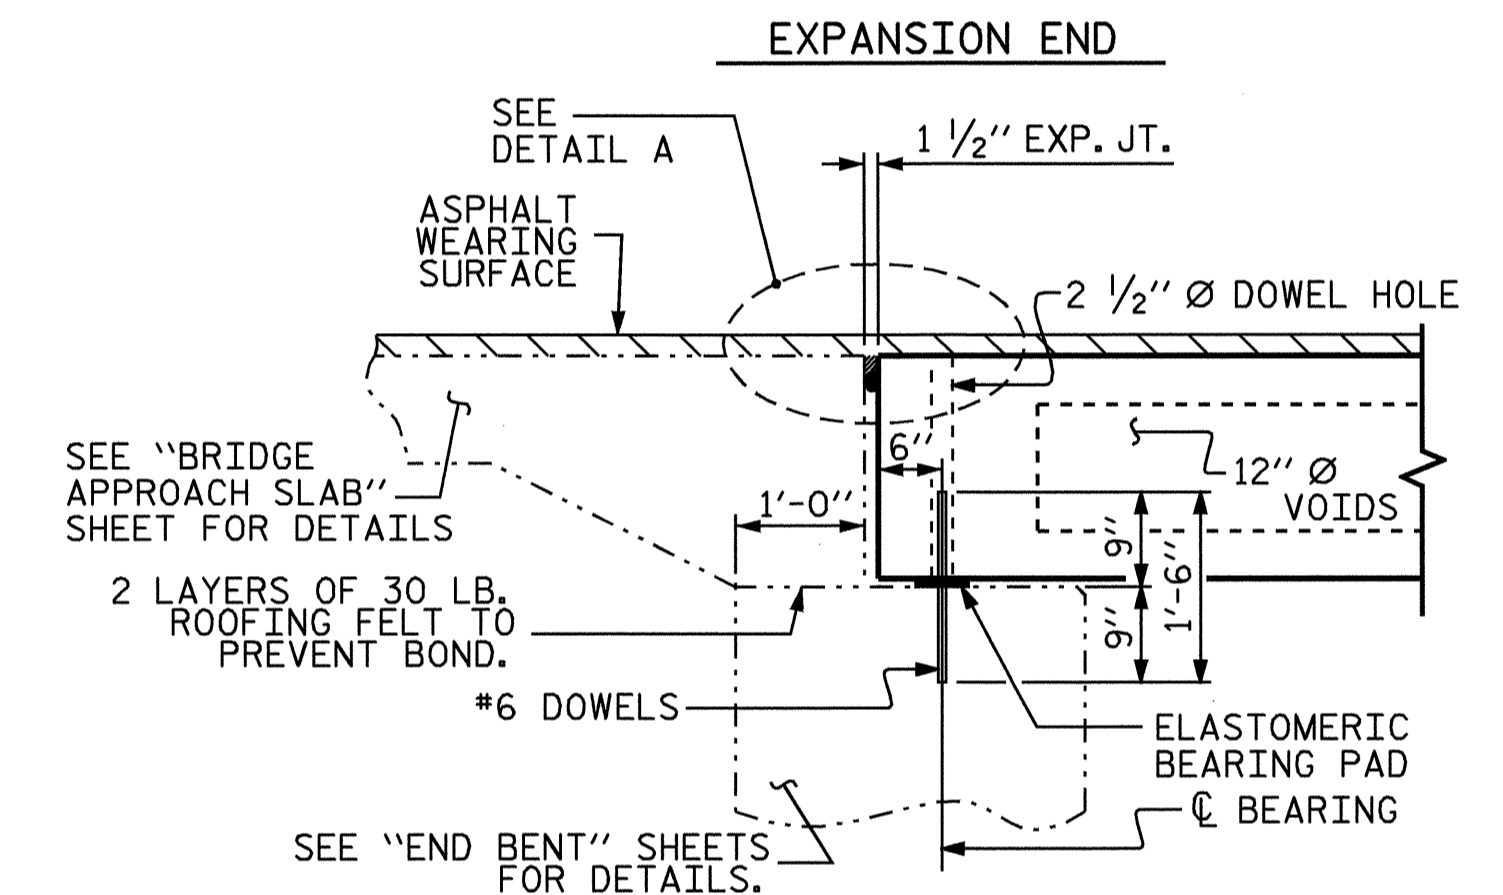 EXPANSION END
SEE
DETAIL A
1 1/2" EXP. JT.
ASPHALT
WEARING
SURFACE
2 1/2" Ø DOWEL HOLE
6"
12" Ø
VOIDS
SEE "BRIDGE
APPROACH SLAB"
SHEET FOR DETAILS
1'-0"
9"
1'-6"
9"
2 LAYERS OF 30 LB.
ROOFING FELT TO
PREVENT BOND.
#6 DOWELS
ELASTOMERIC
BEARING PAD
℄ BEARING
SEE "END BENT" SHEETS
FOR DETAILS.